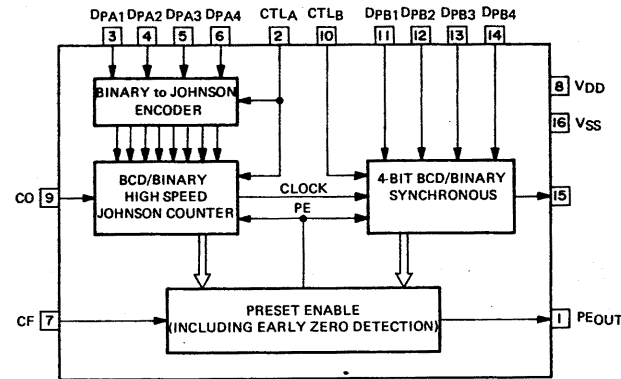 DPA1 DPA2 DPA3 DPA4 CTLA CTLB DPB1 DPB2 DPB3 DPB4
3 4 5 6 2 10 11 12 13 14
BINARY to JOHNSON
ENCODER
8 VDD
16 VSS
BCD/BINARY
HIGH SPEED
JOHNSON COUNTER
CLOCK
PE
4-BIT BCD/BINARY
SYNCHRONOUS
CO 9
15
PRESET ENABLE
(INCLUDING EARLY ZERO DETECTION)
CF 7
1 PEOUT